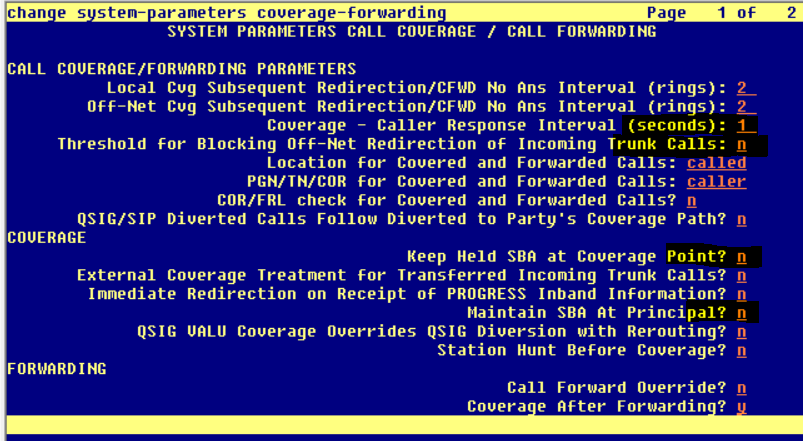 change system-parameters coverage-forwarding Page 1 of 2
SYSTEM PARAMETERS CALL COVERAGE / CALL FORWARDING
CALL COVERAGE/FORWARDING PARAMETERS
Local Cvg Subsequent Redirection/CFWD No Ans Interval (rings): 2
Off-Net Cvg Subsequent Redirection/CFWD No Ans Interval (rings): 2
Coverage - Caller Response Interval (seconds): 1
Threshold for Blocking Off-Net Redirection of Incoming Trunk Calls: n
Location for Covered and Forwarded Calls: called
PGN/TN/COR for Covered and Forwarded Calls: caller
COR/FRL check for Covered and Forwarded Calls? n
QSIG/SIP Diverted Calls Follow Diverted to Party's Coverage Path? n
COVERAGE
Keep Held SBA at Coverage Point? n
External Coverage Treatment for Transferred Incoming Trunk Calls? n
Immediate Redirection on Receipt of PROGRESS Inband Information? n
Maintain SBA At Principal? n
QSIG VALU Coverage Overrides QSIG Diversion with Rerouting? n
Station Hunt Before Coverage? n
FORWARDING
Call Forward Override? n
Coverage After Forwarding? y